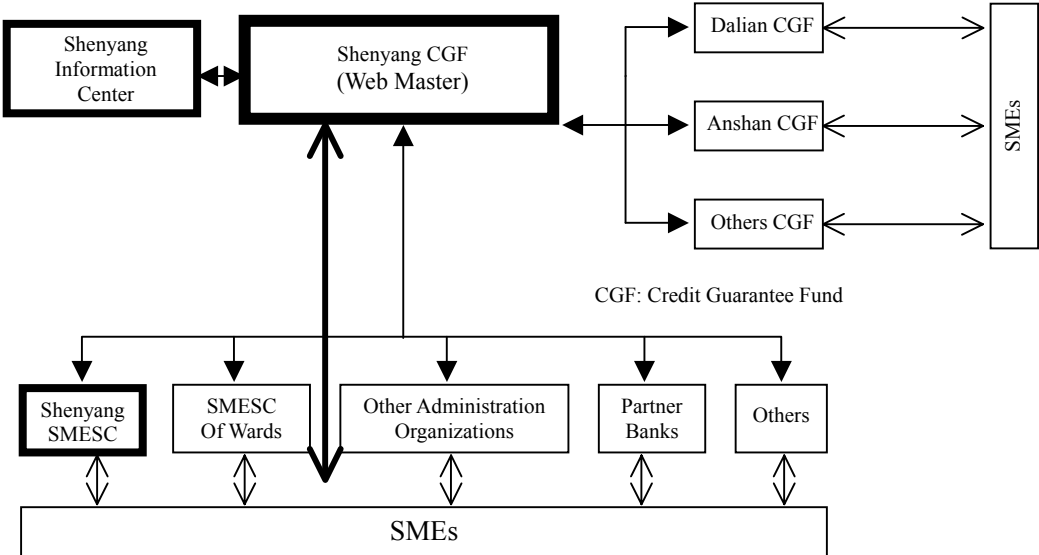 Shenyang
Information
Center
Shenyang CGF
(Web Master)
Dalian CGF
Anshan CGF
Others CGF
SMEs
CGF: Credit Guarantee Fund
Shenyang
SMESC
SMESC
Of Wards
Other Administration
Organizations
Partner
Banks
Others
SMEs